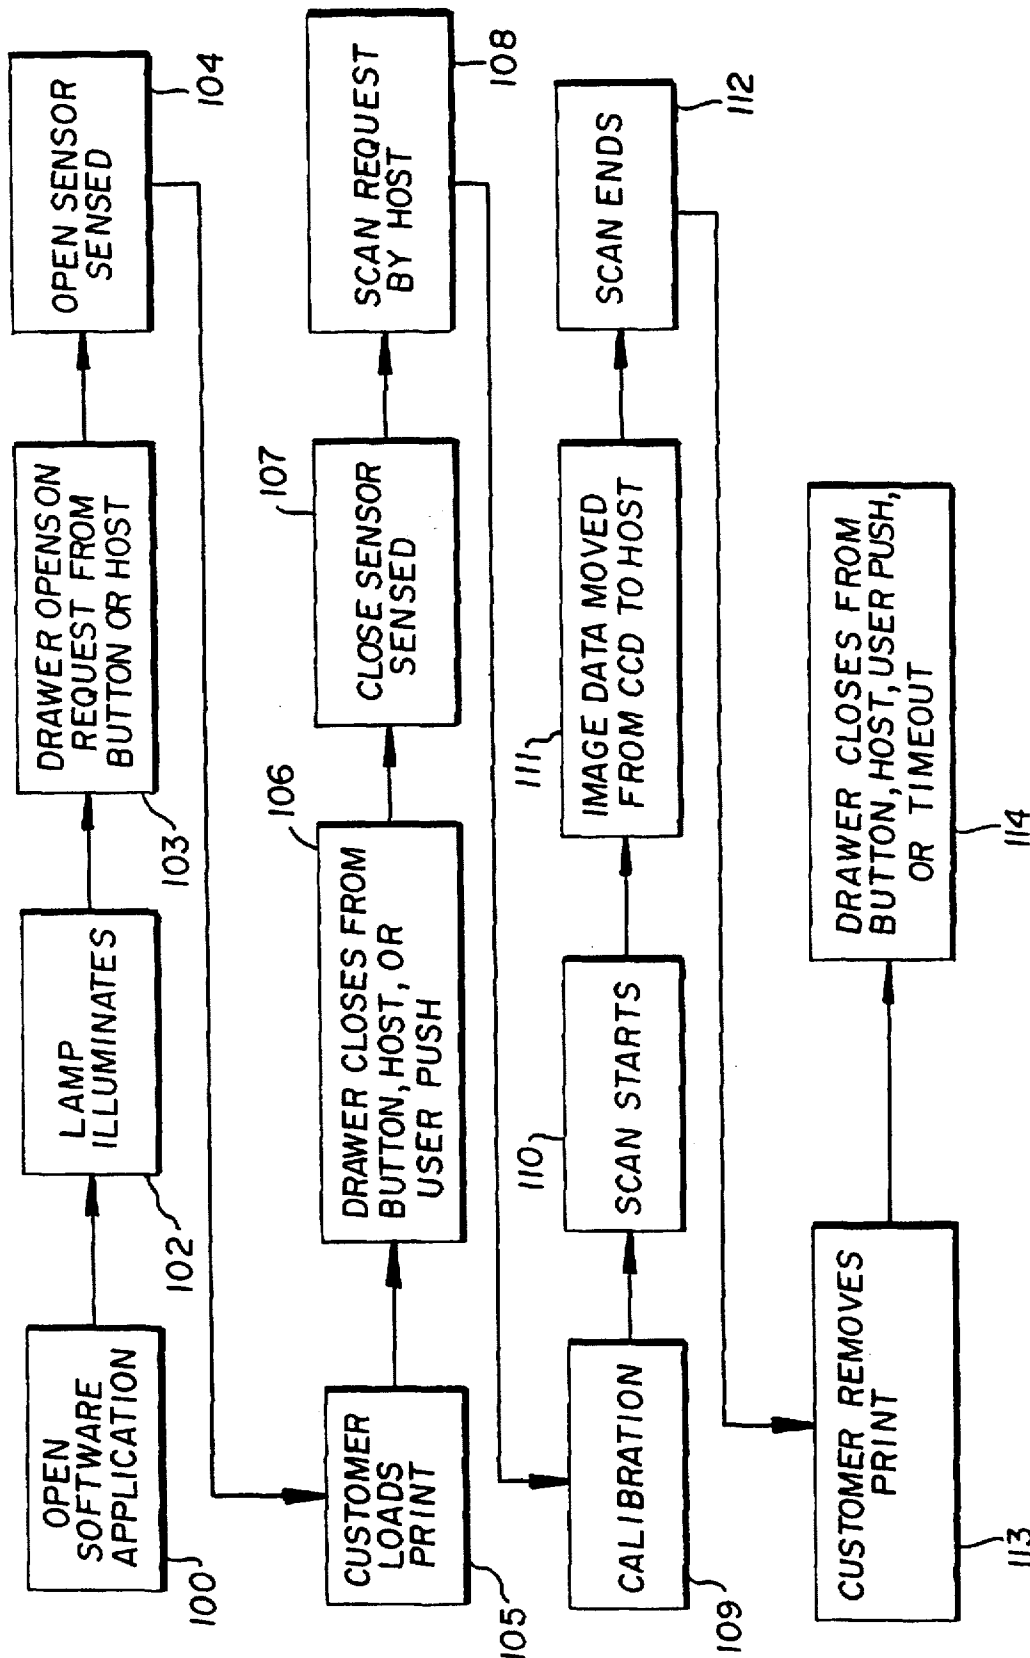 OPEN
SOFTWARE
APPLICATION
100
LAMP
ILLUMINATES
102
DRAWER OPENS ON
REQUEST FROM
BUTTON OR HOST
103
OPEN SENSOR
SENSED
104
CUSTOMER
LOADS
PRINT
105
DRAWER CLOSES FROM
BUTTON, HOST, OR
USER PUSH
106
CLOSE SENSOR
SENSED
107
SCAN REQUEST
BY HOST
108
CALIBRATION
109
SCAN STARTS
110
IMAGE DATA MOVED
FROM CCD TO HOST
111
SCAN ENDS
112
CUSTOMER REMOVES
PRINT
113
DRAWER CLOSES FROM
BUTTON, HOST, USER PUSH,
OR TIMEOUT
114